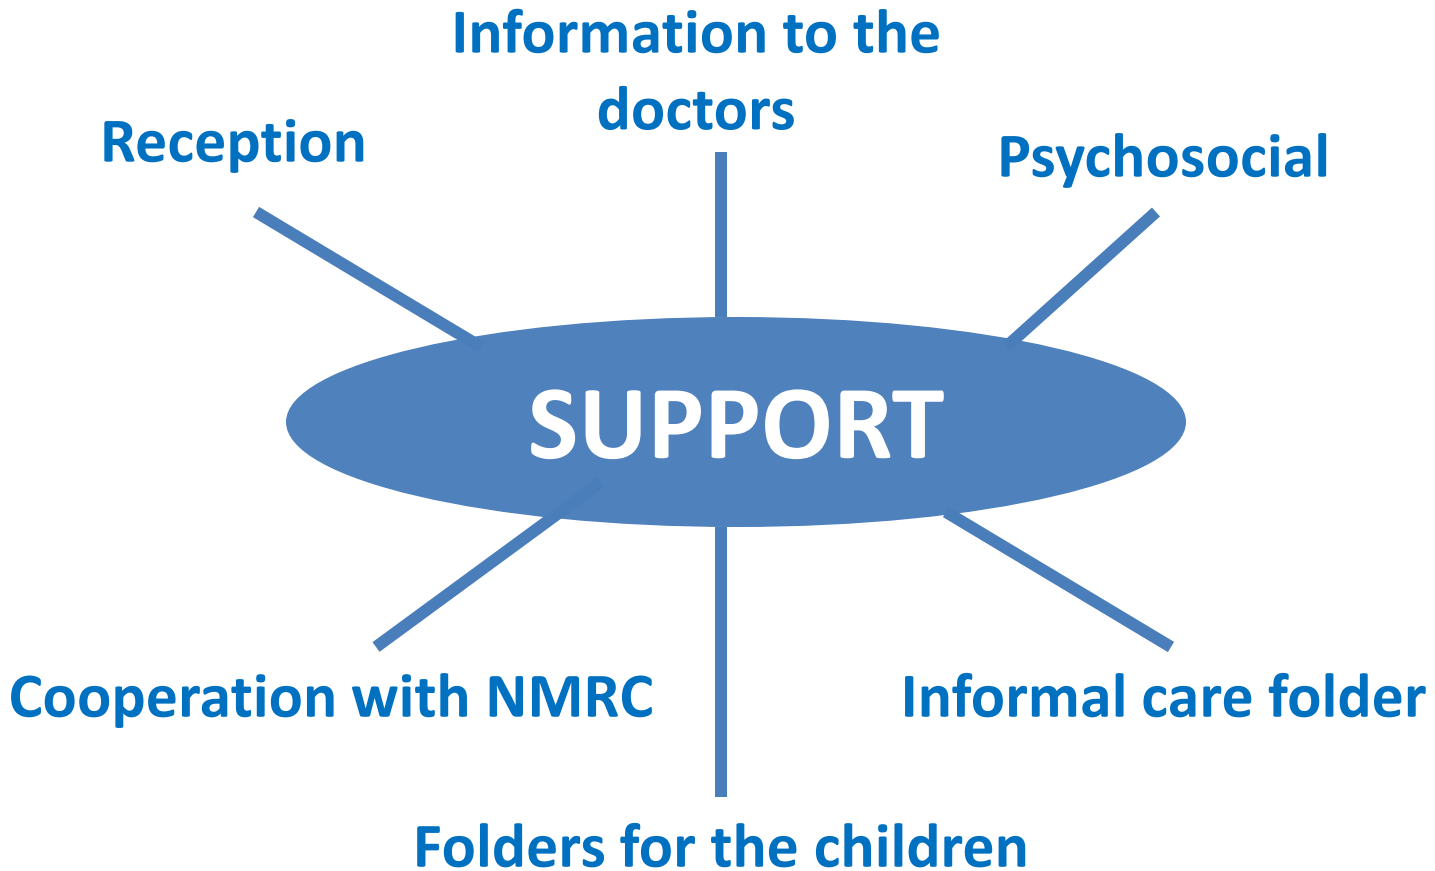 Information to the
doctors
Reception
Psychosocial
SUPPORT
Cooperation with NMRC
Informal care folder
Folders for the children